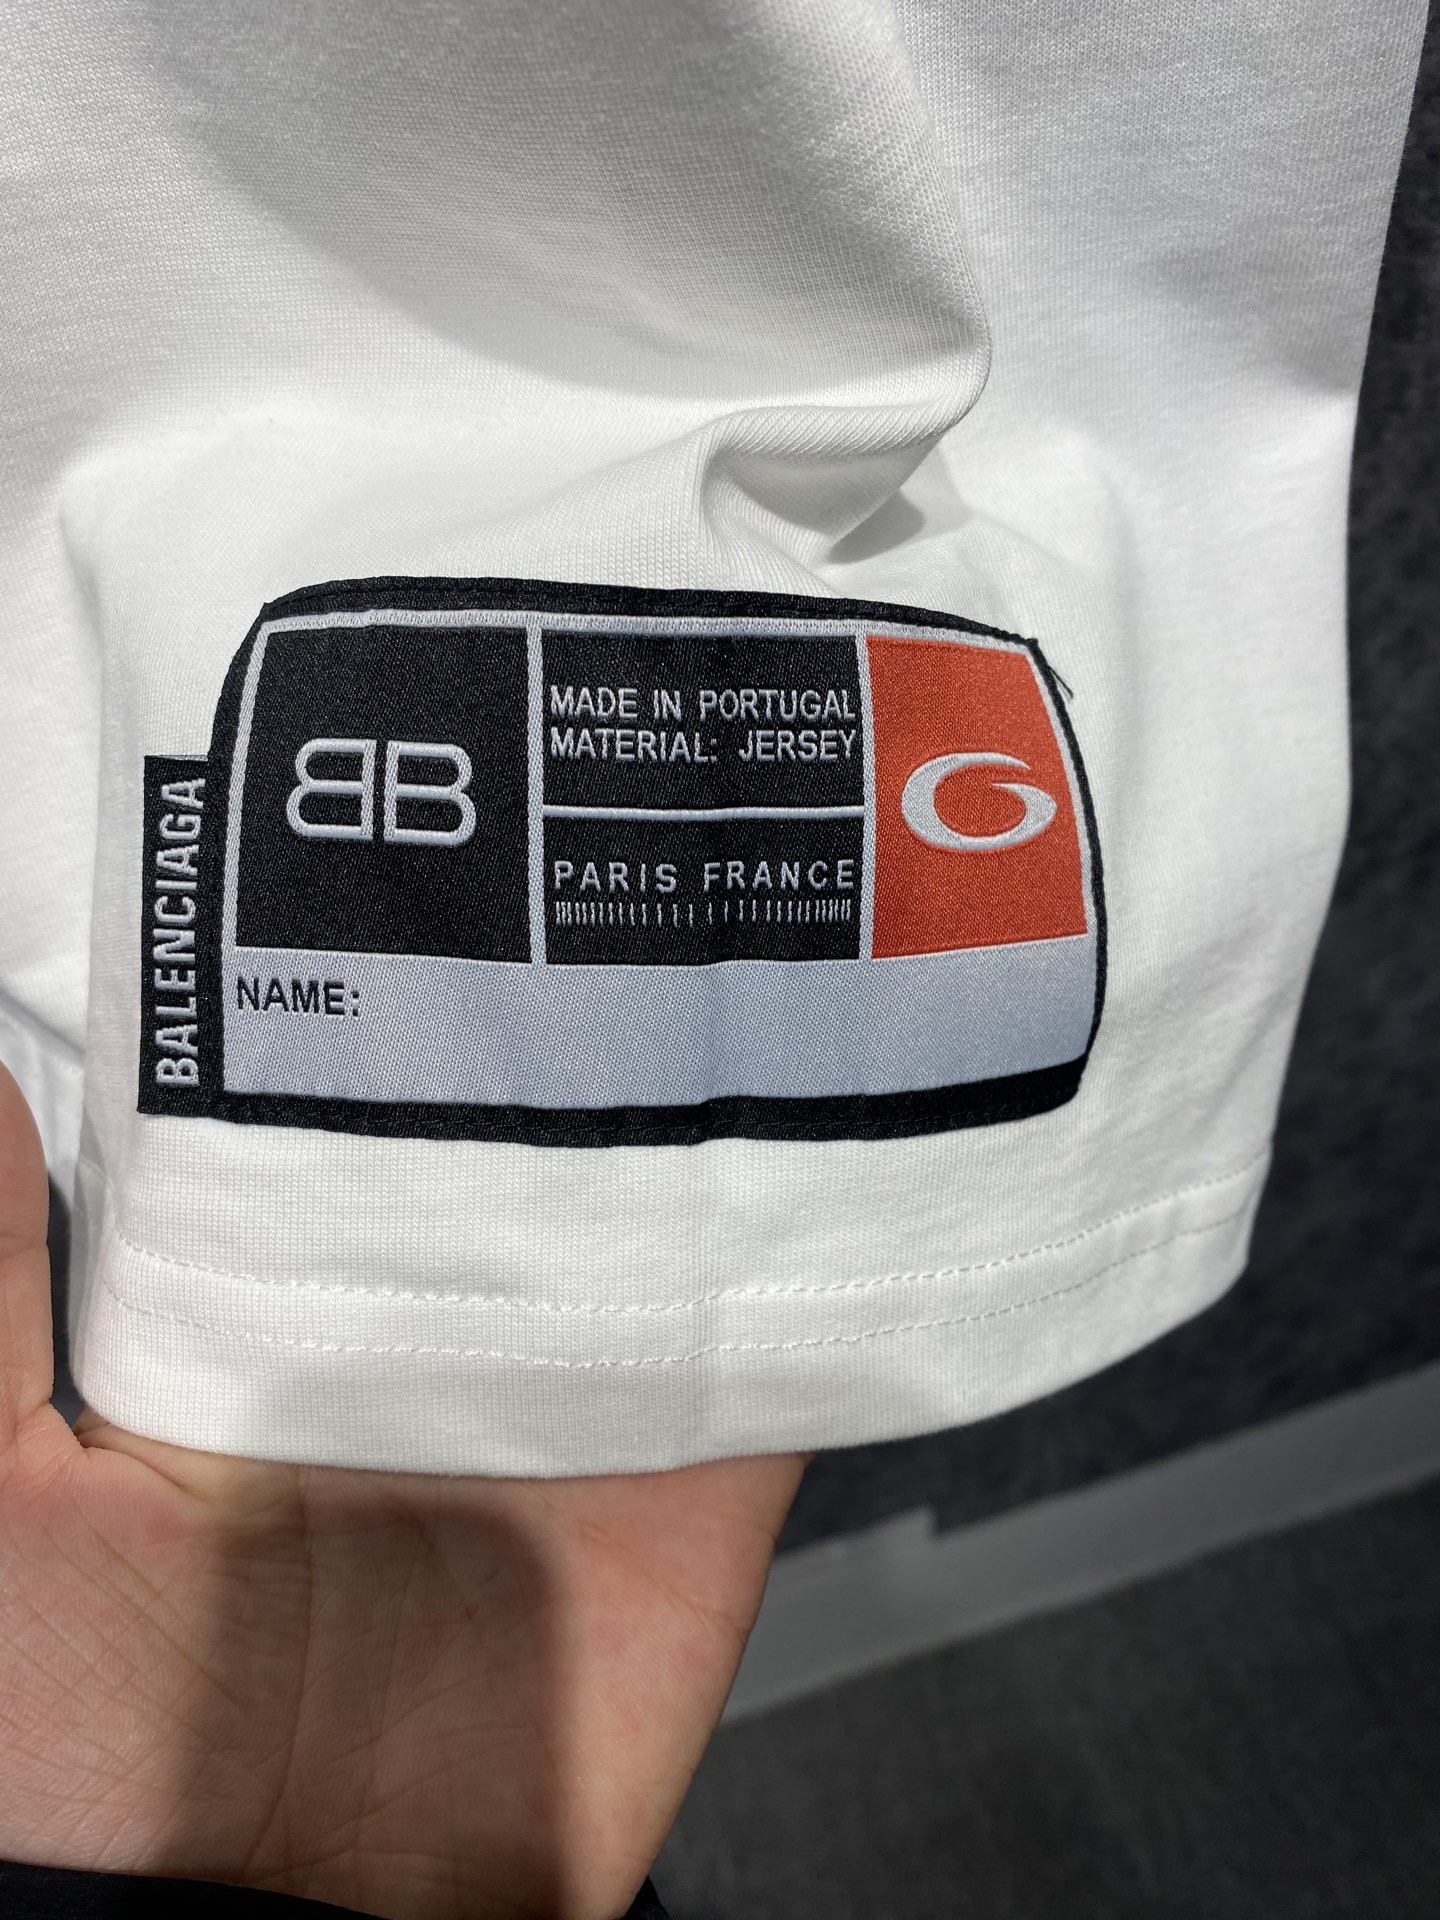 BALENCIAGA
BB
MADE IN PORTUGAL
MATERIAL: JERSEY
PARIS FRANCE
NAME: